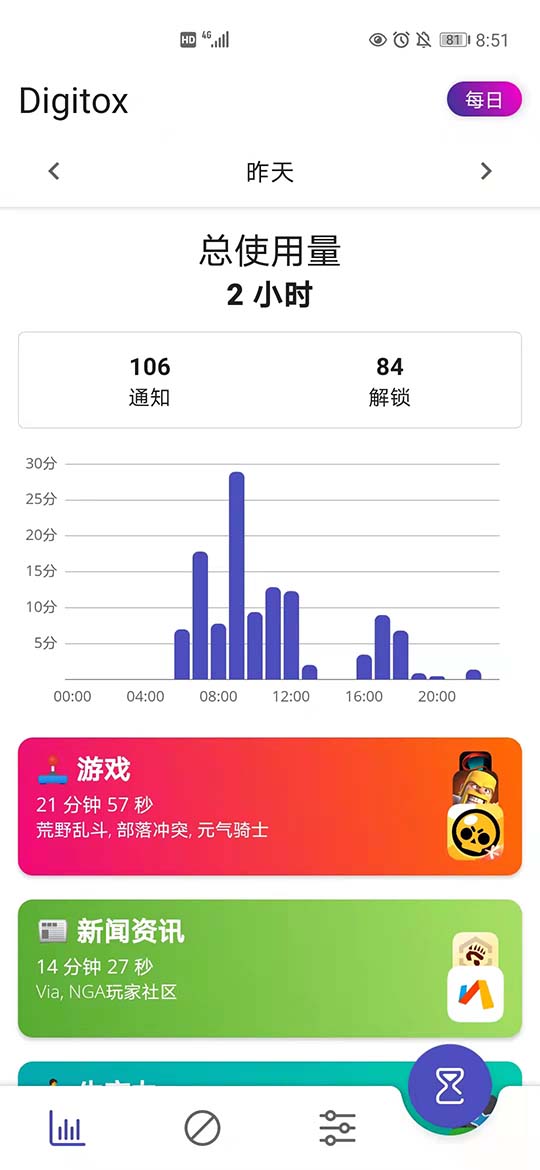 HD 4G 81 8:51
Digitox
每日
昨天
总使用量
2 小时
106
通知
84
解锁
30分
25分
20分
15分
10分
5分
00:00 04:00 08:00 12:00 16:00 20:00
游戏
21 分钟 57 秒
荒野乱斗, 部落冲突, 元气骑士
新闻资讯
14 分钟 27 秒
Via, NGA玩家社区